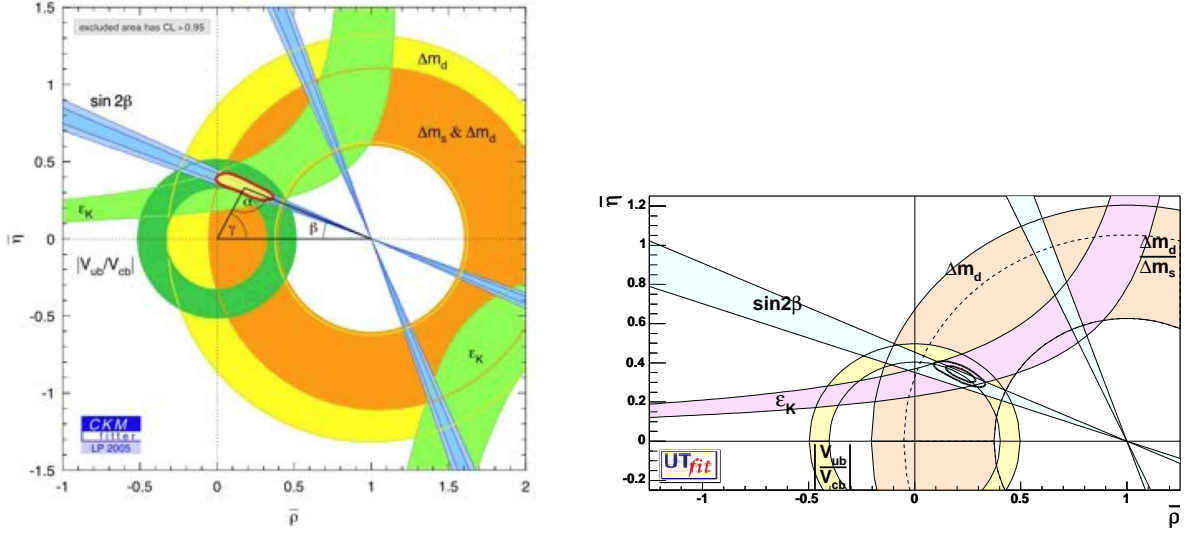 excluded area has CL > 0.95
1.5
1
0.5
0
-0.5
-1
-1.5
-1
-0.5
0
0.5
1
1.5
2
η̄
ρ̄
Δm_d
sin 2β
Δm_s & Δm_d
ε_K
α
γ
β
|V_ub/V_cb|
ε_K
CKM
fitter
LP 2005
η̄
1.2
1
0.8
0.6
0.4
0.2
0
-0.2
-1
-0.5
0
0.5
1
ρ̄
Δm_d
Δm_d
Δm_s
sin2β
ε_K
V_ub
V_cb
UTfit